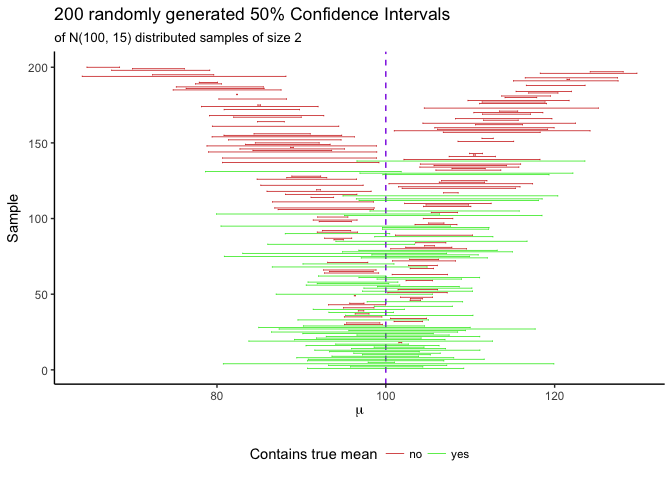 200 randomly generated 50% Confidence Intervals
of N(100, 15) distributed samples of size 2
200
150
100
50
0
Sample
80 100 120
μ
Contains true mean no yes